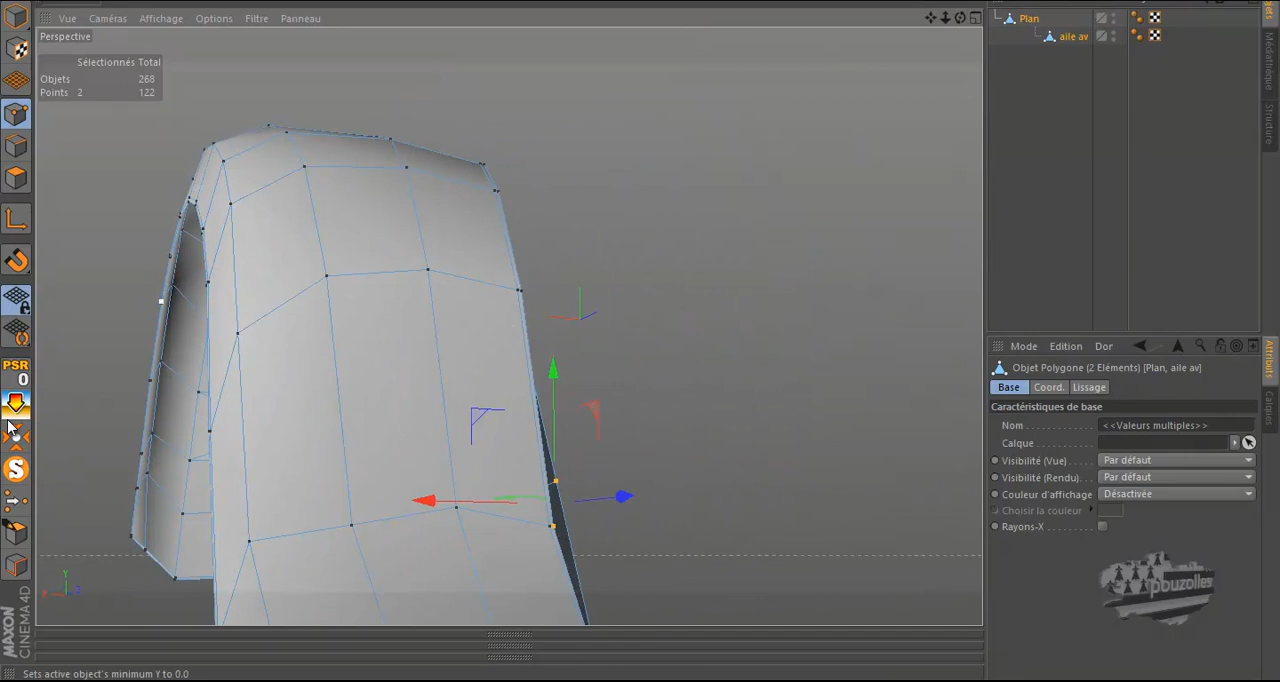 Vue Caméras Affichage Options Filtre Panneau
Perspective
Sélectionnés Total
Objets 268
Points 2 122
PSR
0
S
MAXON
CINEMA 4D
Y
Sets active object's minimum Y to 0.0
Plan
aile av
Objets
Médiathèque
Structure
Mode Edition Dor
Objet Polygone (2 Eléments) [Plan, aile av]
Base Coord. Lissage
Caractéristiques de base
Nom <<Valeurs multiples>>
Calque
Visibilité (Vue) Par défaut
Visibilité (Rendu) Par défaut
Couleur d'affichage Désactivée
Choisir la couleur
Rayons-X
Attributs
Calques
pouzolles